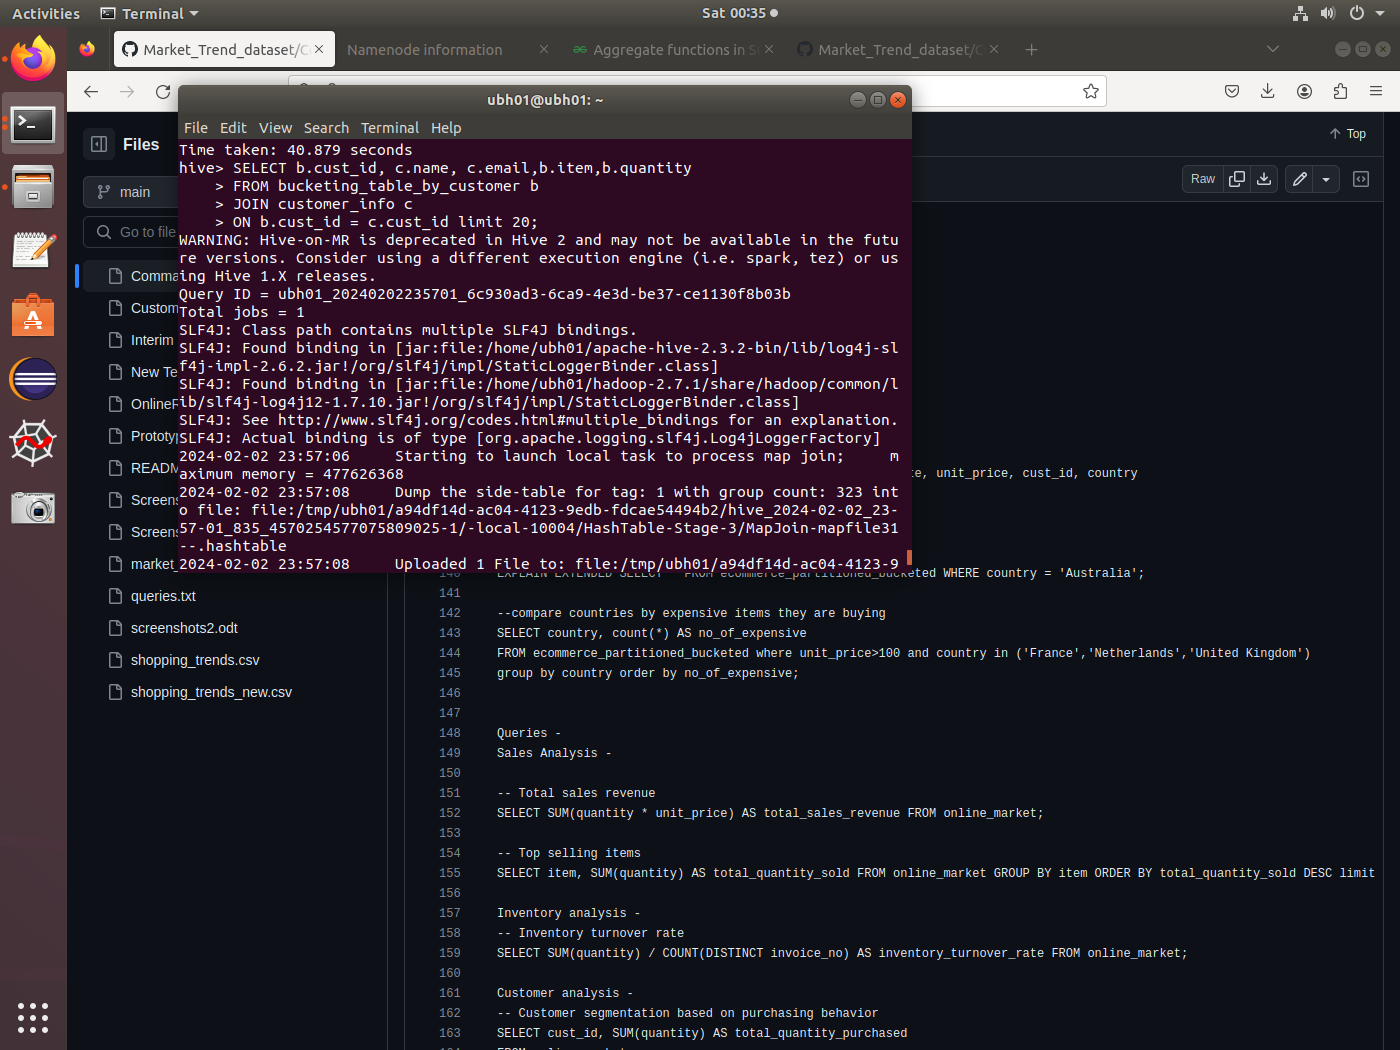 Activities
Terminal
Sat 00:35
Market_Trend_dataset/C
Namenode information
Aggregate functions in S
Market_Trend_dataset/C
ubh01@ubh01: ~
File Edit View Search Terminal Help
Time taken: 40.879 seconds
hive> SELECT b.cust_id, c.name, c.email,b.item,b.quantity
    > FROM bucketing_table_by_customer b
    > JOIN customer_info c
    > ON b.cust_id = c.cust_id limit 20;
WARNING: Hive-on-MR is deprecated in Hive 2 and may not be available in the futu
re versions. Consider using a different execution engine (i.e. spark, tez) or us
ing Hive 1.X releases.
Query ID = ubh01_20240202235701_6c930ad3-6ca9-4e3d-be37-ce1130f8b03b
Total jobs = 1
SLF4J: Class path contains multiple SLF4J bindings.
SLF4J: Found binding in [jar:file:/home/ubh01/apache-hive-2.3.2-bin/lib/log4j-sl
f4j-impl-2.6.2.jar!/org/slf4j/impl/StaticLoggerBinder.class]
SLF4J: Found binding in [jar:file:/home/ubh01/hadoop-2.7.1/share/hadoop/common/l
ib/slf4j-log4j12-1.7.10.jar!/org/slf4j/impl/StaticLoggerBinder.class]
SLF4J: See http://www.slf4j.org/codes.html#multiple_bindings for an explanation.
SLF4J: Actual binding is of type [org.apache.logging.slf4j.Log4jLoggerFactory]
2024-02-02 23:57:06     Starting to launch local task to process map join;     m
aximum memory = 477626368
2024-02-02 23:57:08     Dump the side-table for tag: 1 with group count: 323 int
o file: file:/tmp/ubh01/a94df14d-ac04-4123-9edb-fdcae54494b2/hive_2024-02-02_23-
57-01_835_4570254577075809025-1/-local-10004/HashTable-Stage-3/MapJoin-mapfile31
--.hashtable
2024-02-02 23:57:08     Uploaded 1 File to: file:/tmp/ubh01/a94df14d-ac04-4123-9
Files
main
Go to file
Comma
Custom
Interim
New Te
OnlineR
Prototyp
READM
Screens
Screens
market_
queries.txt
screenshots2.odt
shopping_trends.csv
shopping_trends_new.csv
Top
Raw
e, unit_price, cust_id, country
140 EXPLAIN EXTENDED SELECT * FROM ecommerce_partitioned_bucketed WHERE country = 'Australia';
141
142 --compare countries by expensive items they are buying
143 SELECT country, count(*) AS no_of_expensive
144 FROM ecommerce_partitioned_bucketed where unit_price>100 and country in ('France','Netherlands','United Kingdom')
145 group by country order by no_of_expensive;
146
147
148 Queries -
149 Sales Analysis -
150
151 -- Total sales revenue
152 SELECT SUM(quantity * unit_price) AS total_sales_revenue FROM online_market;
153
154 -- Top selling items
155 SELECT item, SUM(quantity) AS total_quantity_sold FROM online_market GROUP BY item ORDER BY total_quantity_sold DESC limit
156
157 Inventory analysis -
158 -- Inventory turnover rate
159 SELECT SUM(quantity) / COUNT(DISTINCT invoice_no) AS inventory_turnover_rate FROM online_market;
160
161 Customer analysis -
162 -- Customer segmentation based on purchasing behavior
163 SELECT cust_id, SUM(quantity) AS total_quantity_purchased